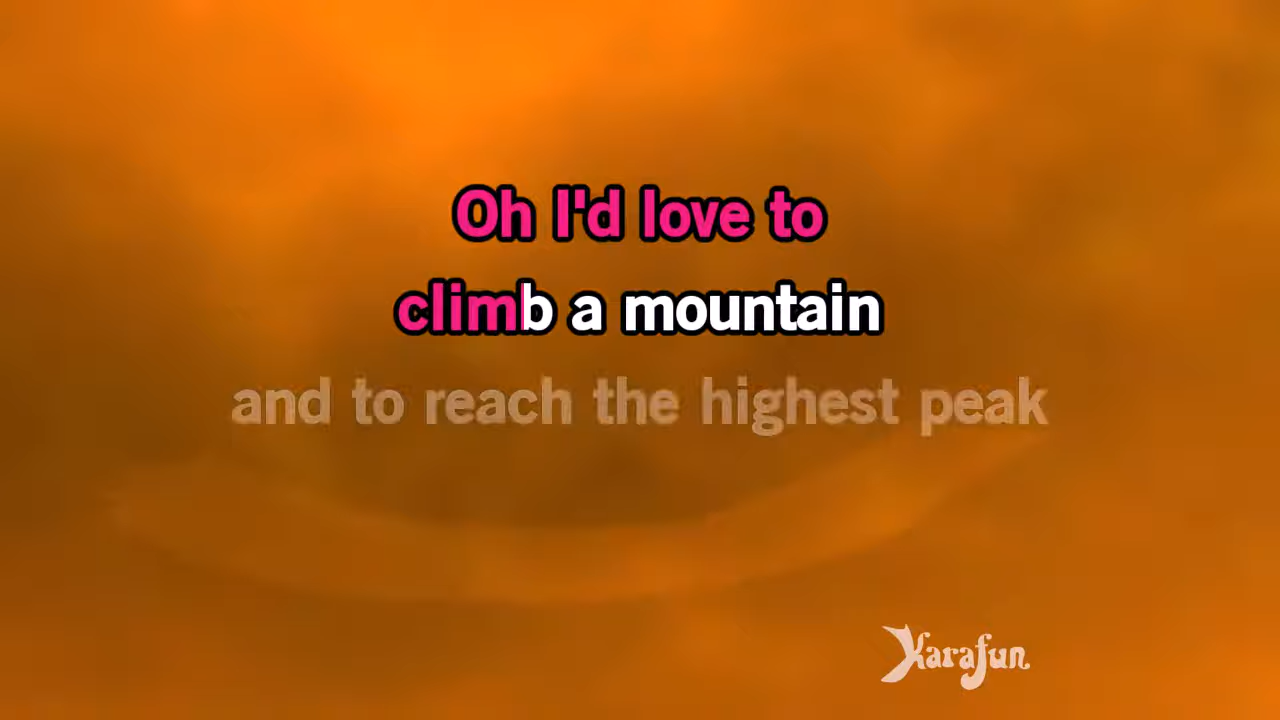 Oh I'd love to
climb a mountain
and to reach the highest peak
Karafun